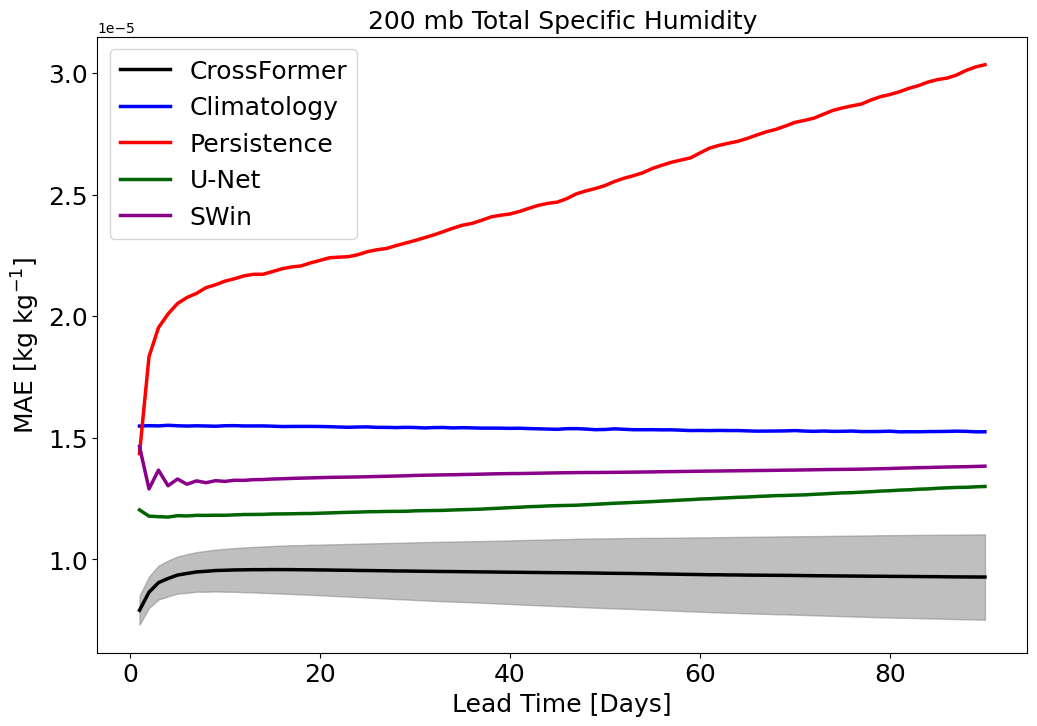 200 mb Total Specific Humidity
1e−5
CrossFormer
Climatology
Persistence
U-Net
SWin
3.0
2.5
2.0
1.5
1.0
MAE [kg kg⁻¹]
0 20 40 60 80
Lead Time [Days]